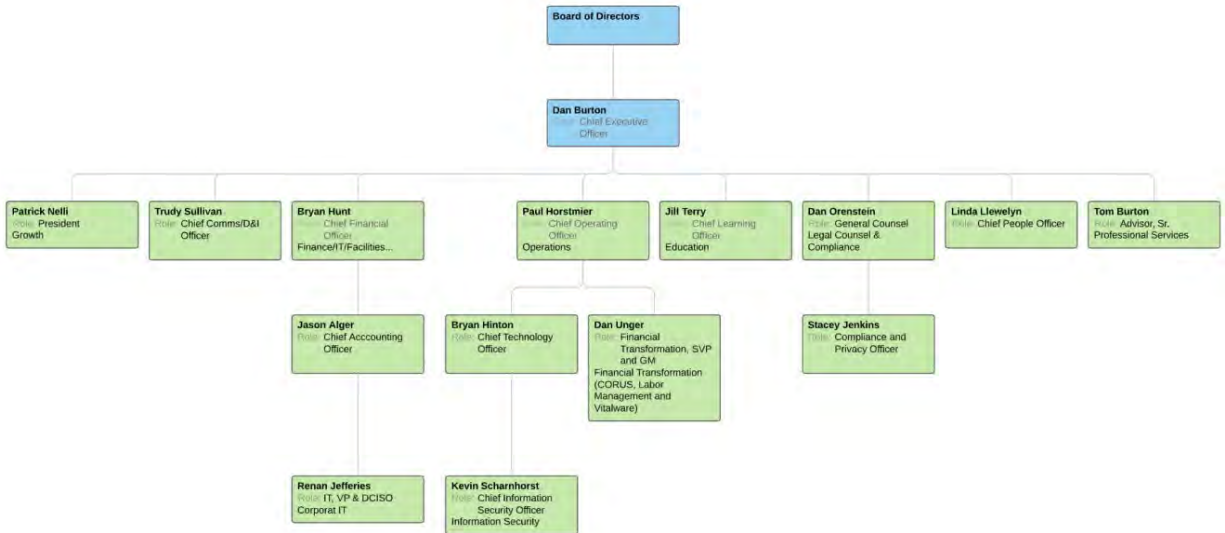 Board of Directors
Dan Burton
Role: Chief Executive
Officer
Patrick Nelli
Role: President
Growth
Trudy Sullivan
Role: Chief Comms/D&I
Officer
Bryan Hunt
Role: Chief Financial
Officer
Finance/IT/Facilities...
Paul Horstmier
Role: Chief Operating
Officer
Operations
Jill Terry
Role: Chief Learning
Officer
Education
Dan Orenstein
Role: General Counsel
Legal Counsel &
Compliance
Linda Llewelyn
Role: Chief People Officer
Tom Burton
Role: Advisor, Sr.
Professional Services
Jason Alger
Role: Chief Acccounting
Officer
Bryan Hinton
Role: Chief Technology
Officer
Dan Unger
Role: Financial
Transformation, SVP
and GM
Financial Transformation
(CORUS, Labor
Management and
Vitalware)
Stacey Jenkins
Role: Compliance and
Privacy Officer
Renan Jefferies
Role: IT, VP & DCISO
Corporat IT
Kevin Scharnhorst
Role: Chief Information
Security Officer
Information Security